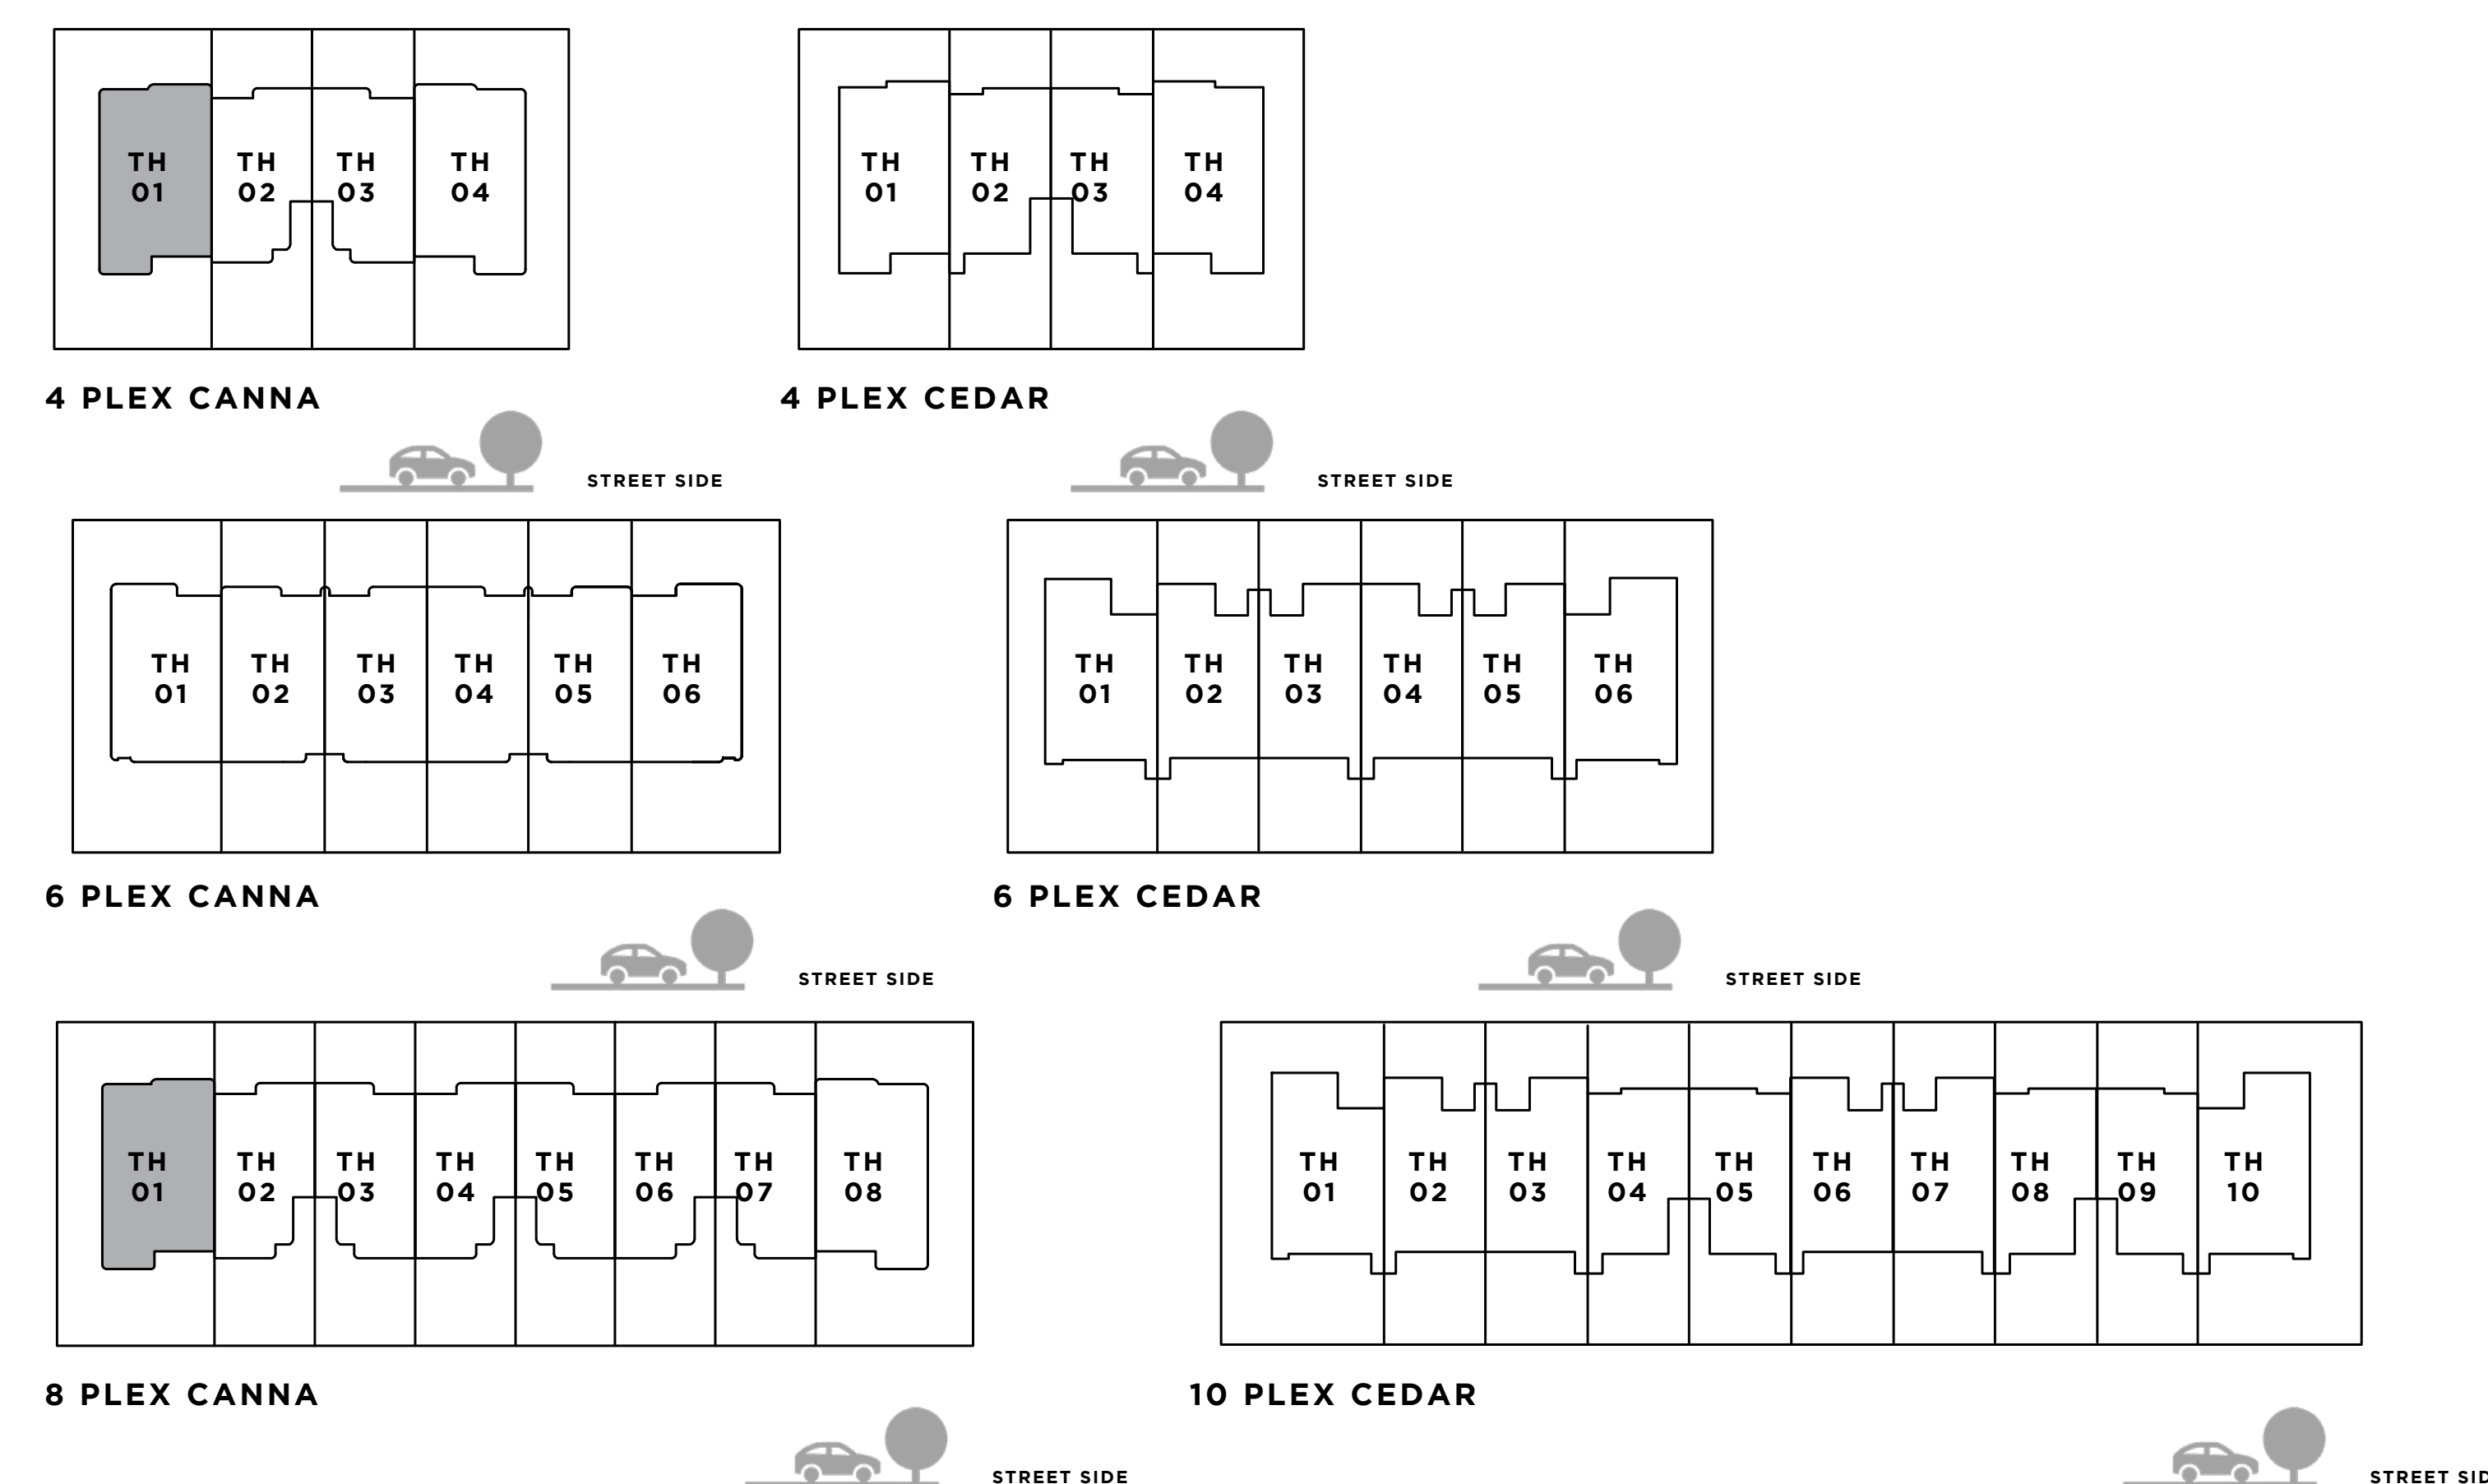 TH TH TH TH
01 02 03 04
TH TH TH TH
01 02 03 04
4 PLEX CANNA
4 PLEX CEDAR
STREET SIDE
STREET SIDE
TH TH TH TH TH TH
01 02 03 04 05 06
TH TH TH TH TH TH
01 02 03 04 05 06
6 PLEX CANNA
6 PLEX CEDAR
STREET SIDE
STREET SIDE
TH TH TH TH TH TH TH TH
01 02 03 04 05 06 07 08
TH TH TH TH TH TH TH TH TH TH
01 02 03 04 05 06 07 08 09 10
8 PLEX CANNA
10 PLEX CEDAR
STREET SIDE
STREET